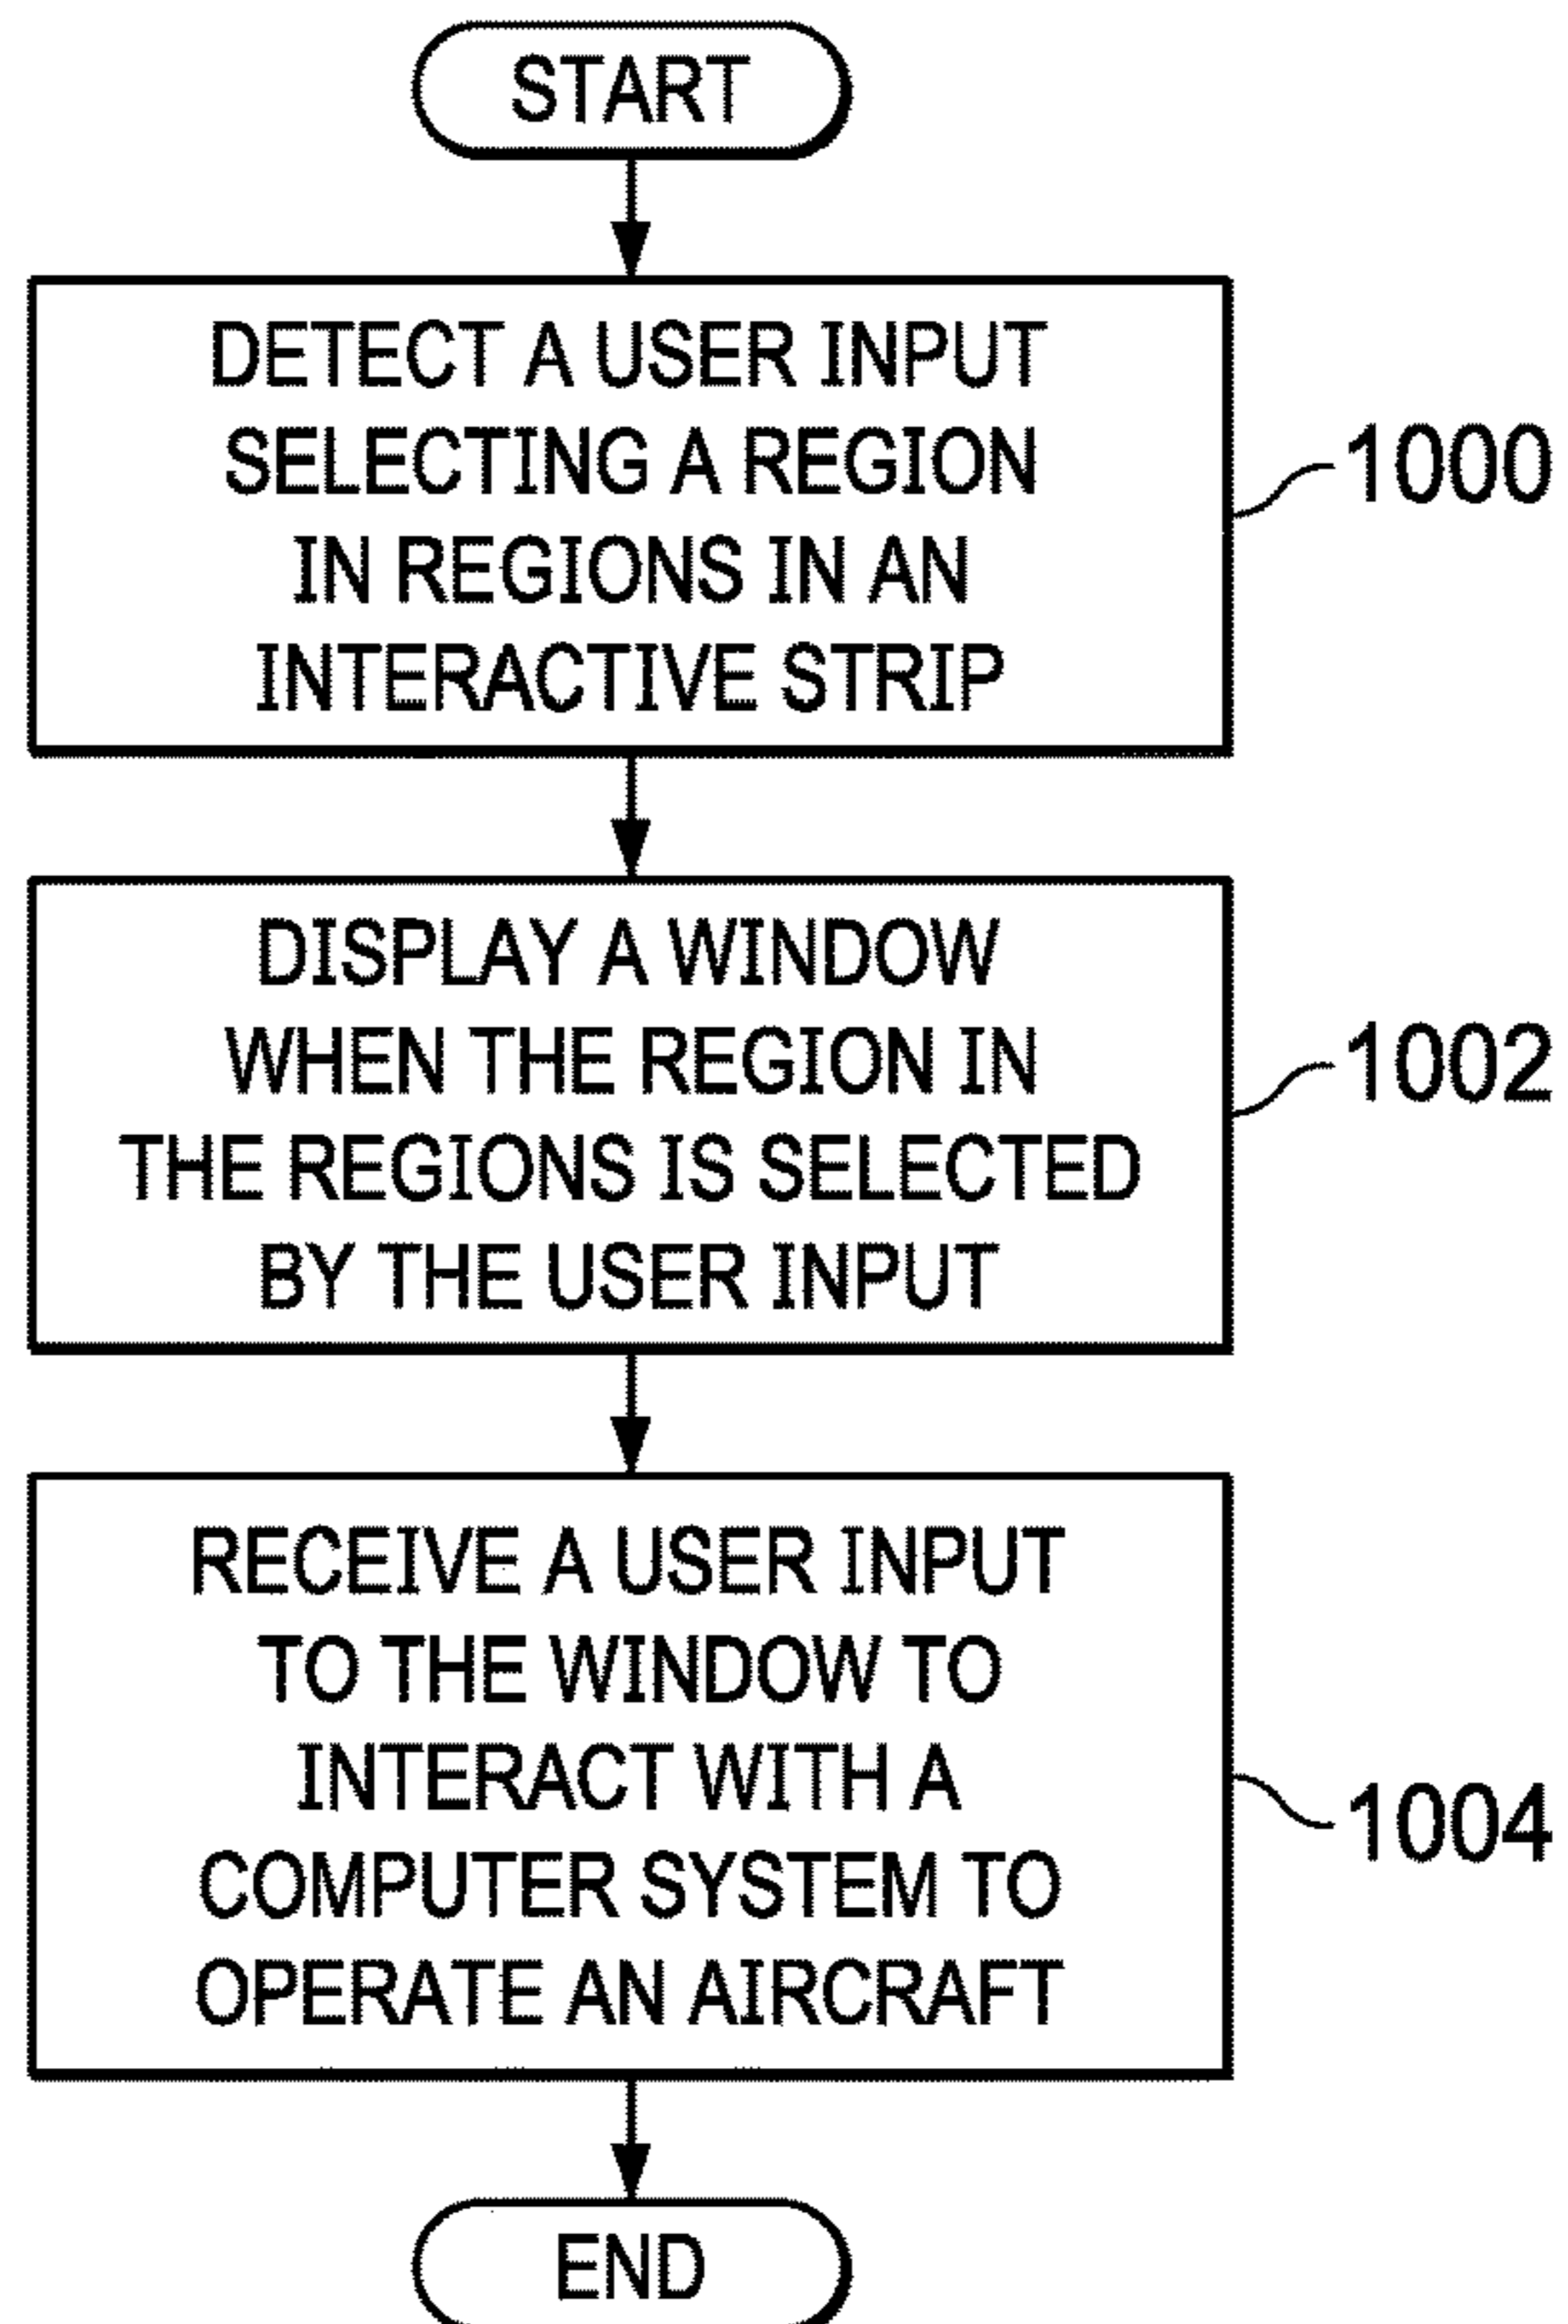 START
DETECT A USER INPUT
SELECTING A REGION
IN REGIONS IN AN
INTERACTIVE STRIP
1000
DISPLAY A WINDOW
WHEN THE REGION IN
THE REGIONS IS SELECTED
BY THE USER INPUT
1002
RECEIVE A USER INPUT
TO THE WINDOW TO
INTERACT WITH A
COMPUTER SYSTEM TO
OPERATE AN AIRCRAFT
1004
END